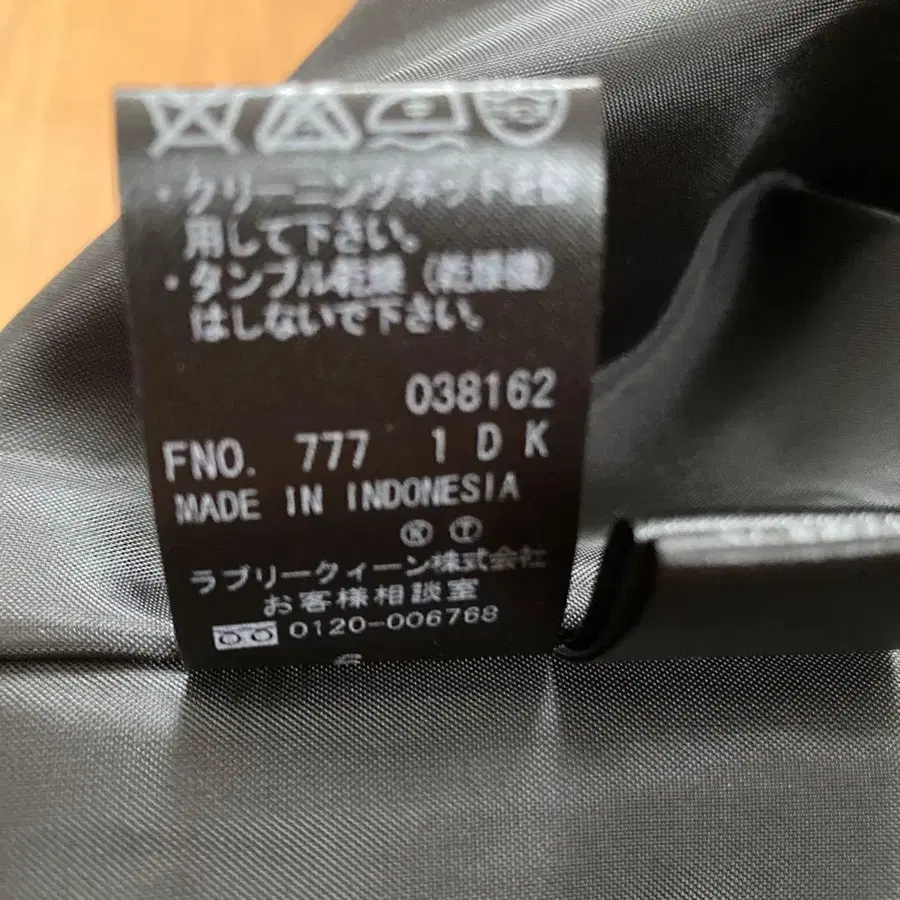 ・クリーニングネットを使
用して下さい。
・タンブル乾燥(乾燥機)
はしないで下さい。
038162
FNO. 777 1 D K
MADE IN INDONESIA
Ⓚ Ⓣ
ラブリークィーン株式会社
お客様相談室
0120-006768